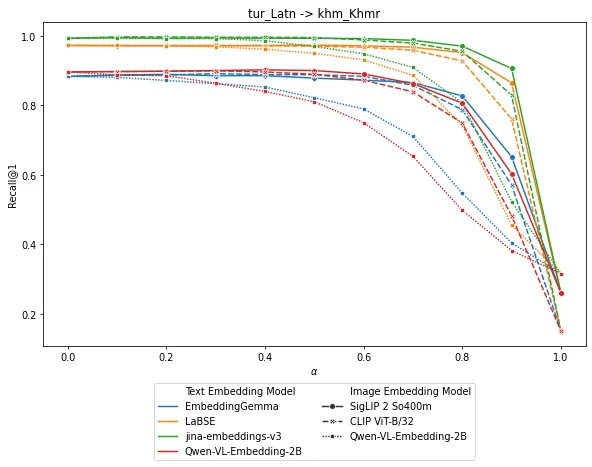 tur_Latn -> khm_Khmr
Recall@1
1.0
0.8
0.6
0.4
0.2
0.0 0.2 0.4 0.6 0.8 1.0
α
Text Embedding Model
EmbeddingGemma
LaBSE
jina-embeddings-v3
Qwen-VL-Embedding-2B
Image Embedding Model
SigLIP 2 So400m
CLIP ViT-B/32
Qwen-VL-Embedding-2B